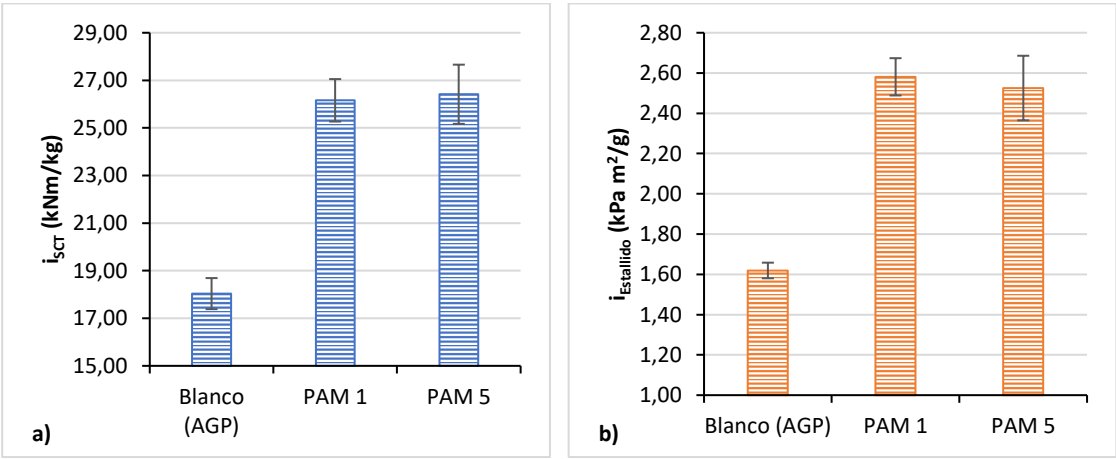 29,00
27,00
25,00
23,00
21,00
19,00
17,00
15,00
iSCT (kNm/kg)
Blanco
(AGP)
PAM 1
PAM 5
a)
2,80
2,60
2,40
2,20
2,00
1,80
1,60
1,40
1,20
1,00
iEstallido (kPa m²/g)
Blanco (AGP)
PAM 1
PAM 5
b)